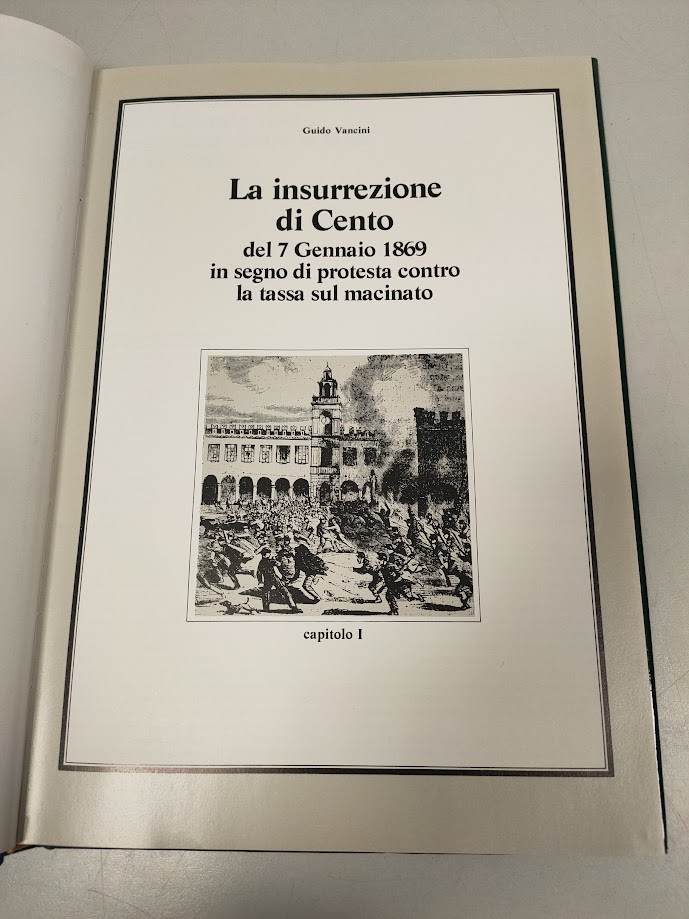 Guido Vancini
La insurrezione
di Cento
del 7 Gennaio 1869
in segno di protesta contro
la tassa sul macinato
capitolo I